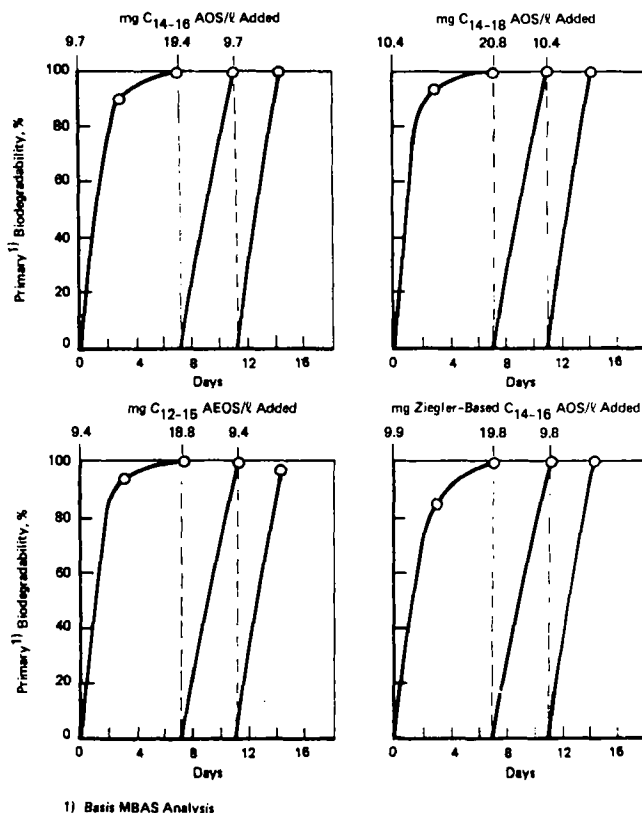 mg C14-16 AOS/ℓ Added
9.7 19.4 9.7
100
80
60
40
20
0
Primary1) Biodegradability, %
0 4 8 12 16
Days
mg C14-18 AOS/ℓ Added
10.4 20.8 10.4
0 4 8 12 16
Days
mg C12-15 AEOS/ℓ Added
9.4 18.8 9.4
100
80
60
40
20
0
Primary1) Biodegradability, %
0 4 8 12 16
Days
mg Ziegler-Based C14-16 AOS/ℓ Added
9.9 19.8 9.8
0 4 8 12 16
Days
1) Basis MBAS Analysis